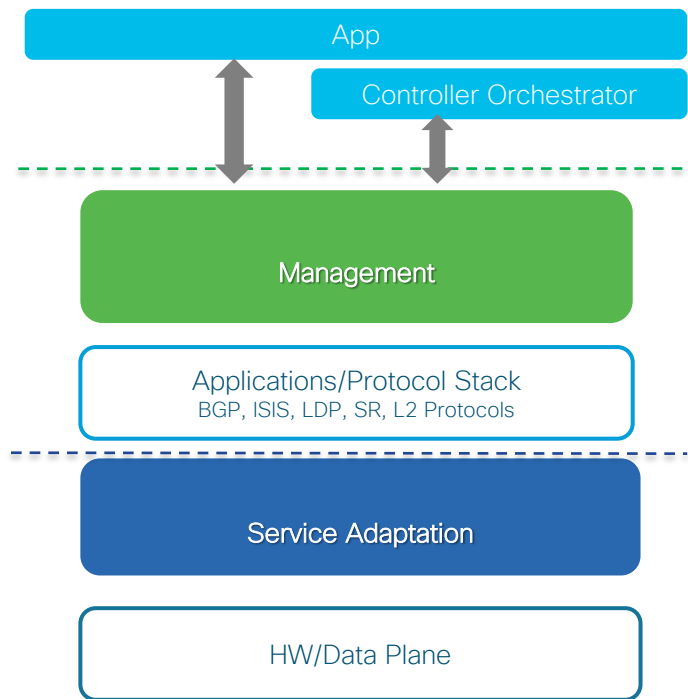 App
Controller Orchestrator
Management
Applications/Protocol Stack
BGP, ISIS, LDP, SR, L2 Protocols
Service Adaptation
HW/Data Plane